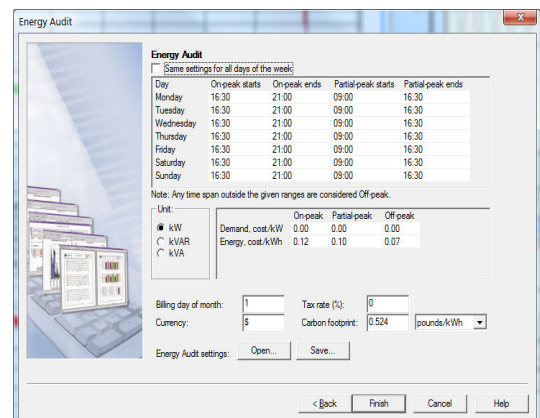 Energy Audit
Energy Audit
Same settings for all days of the week
Day On-peak starts On-peak ends Partial-peak starts Partial-peak ends
Monday 16:30 21:00 09:00 16:30
Tuesday 16:30 21:00 09:00 16:30
Wednesday 16:30 21:00 09:00 16:30
Thursday 16:30 21:00 09:00 16:30
Friday 16:30 21:00 09:00 16:30
Saturday 16:30 21:00 09:00 16:30
Sunday 16:30 21:00 09:00 16:30
Note: Any time span outside the given ranges are considered Off-peak.
Unit:
kW
kVAR
kVA
On-peak Partial-peak Off-peak
Demand, cost/kW 0.00 0.00 0.00
Energy, cost/kWh 0.12 0.10 0.07
Billing day of month: 1 Tax rate (%): 0
Currency: $ Carbon footprint: 0.524 pounds/kWh
Energy Audit settings: Open... Save...
< Back Finish Cancel Help